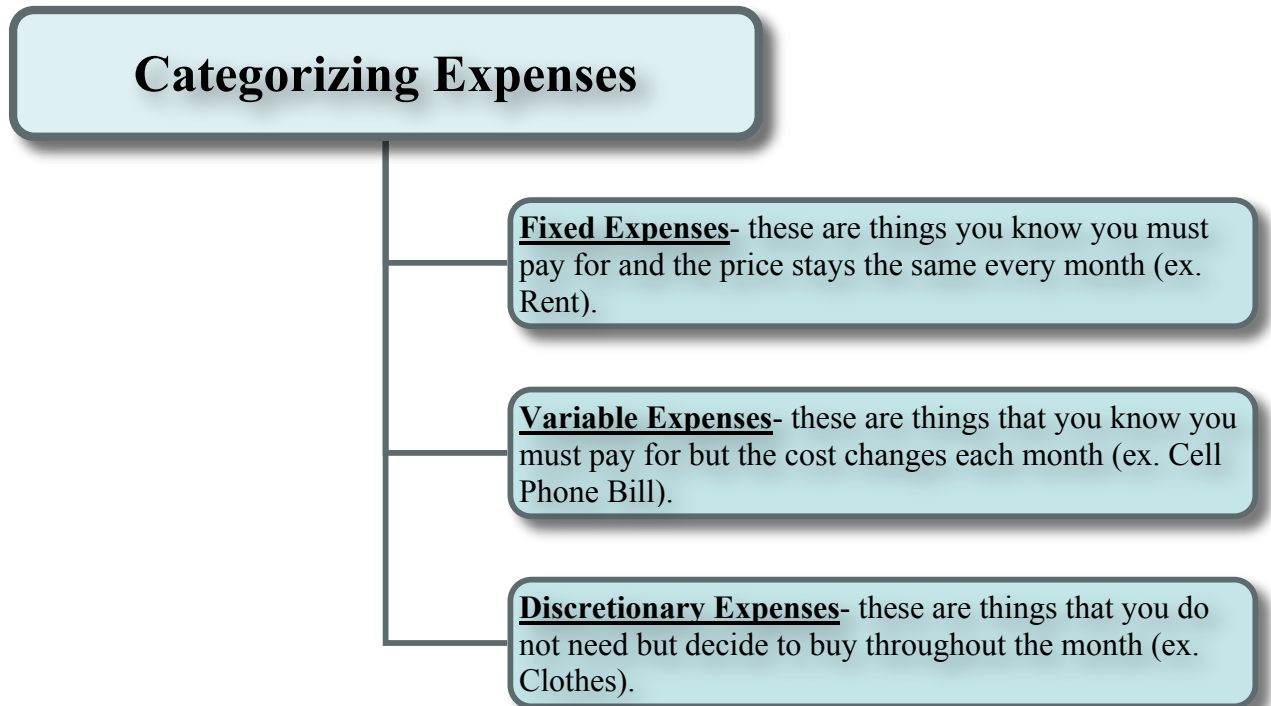 Categorizing Expenses
Fixed Expenses- these are things you know you must
pay for and the price stays the same every month (ex.
Rent).
Variable Expenses- these are things that you know you
must pay for but the cost changes each month (ex. Cell
Phone Bill).
Discretionary Expenses- these are things that you do
not need but decide to buy throughout the month (ex.
Clothes).